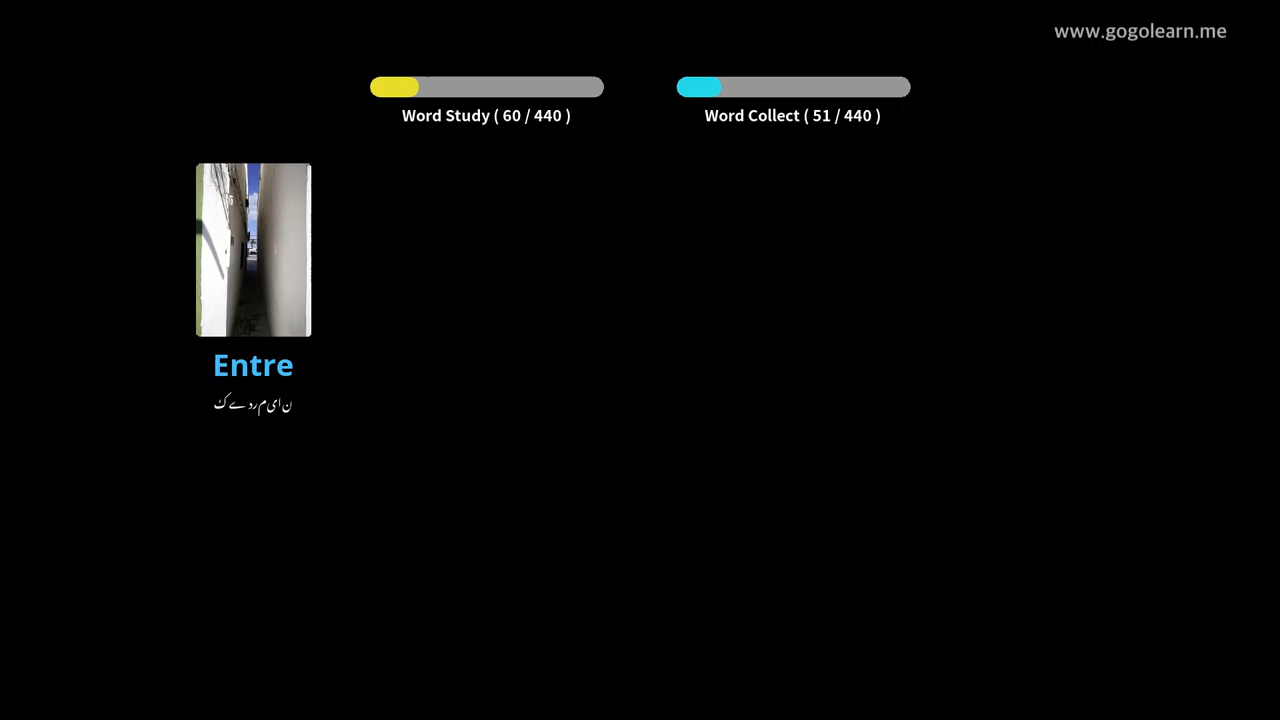 www.gogolearn.me
Word Study ( 60 / 440 )
Word Collect ( 51 / 440 )
Entre
کے درمیان